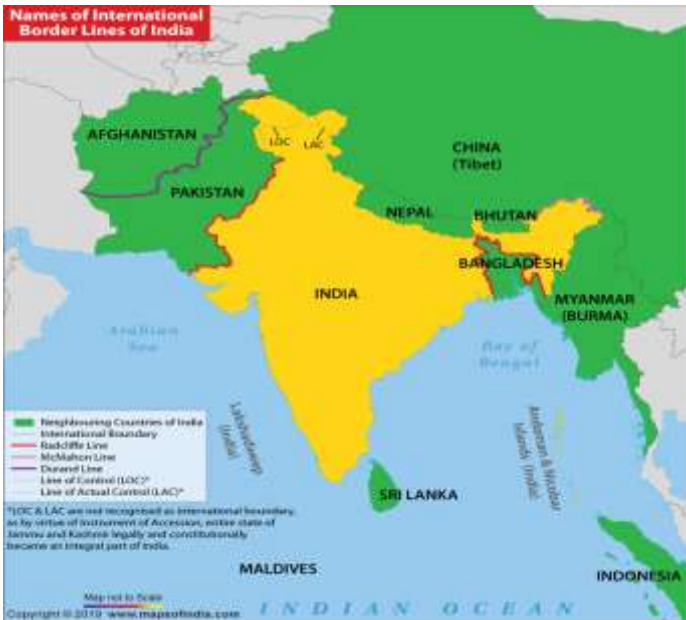 Names of International
Border Lines of India
AFGHANISTAN
LOC
LAC
CHINA
(Tibet)
PAKISTAN
NEPAL
BHUTAN
BANGLADESH
INDIA
MYANMAR
(BURMA)
Arabian
Sea
Bay of
Bengal
Lakshadweep
(India)
Andaman & Nicobar
Islands (India)
Neighbouring Countries of India
International Boundary
Radcliffe Line
McMahon Line
Durand Line
Line of Control (LOC)*
Line of Actual Control (LAC)*
SRI LANKA
*LOC & LAC are not recognised as international boundary,
as by virtue of Instrument of Accession, entire state of
Jammu and Kashmir legally and constitutionally
became an integral part of India.
MALDIVES
INDONESIA
Map not to Scale
Copyright © 2019 www.mapsofindia.com
INDIAN OCEAN